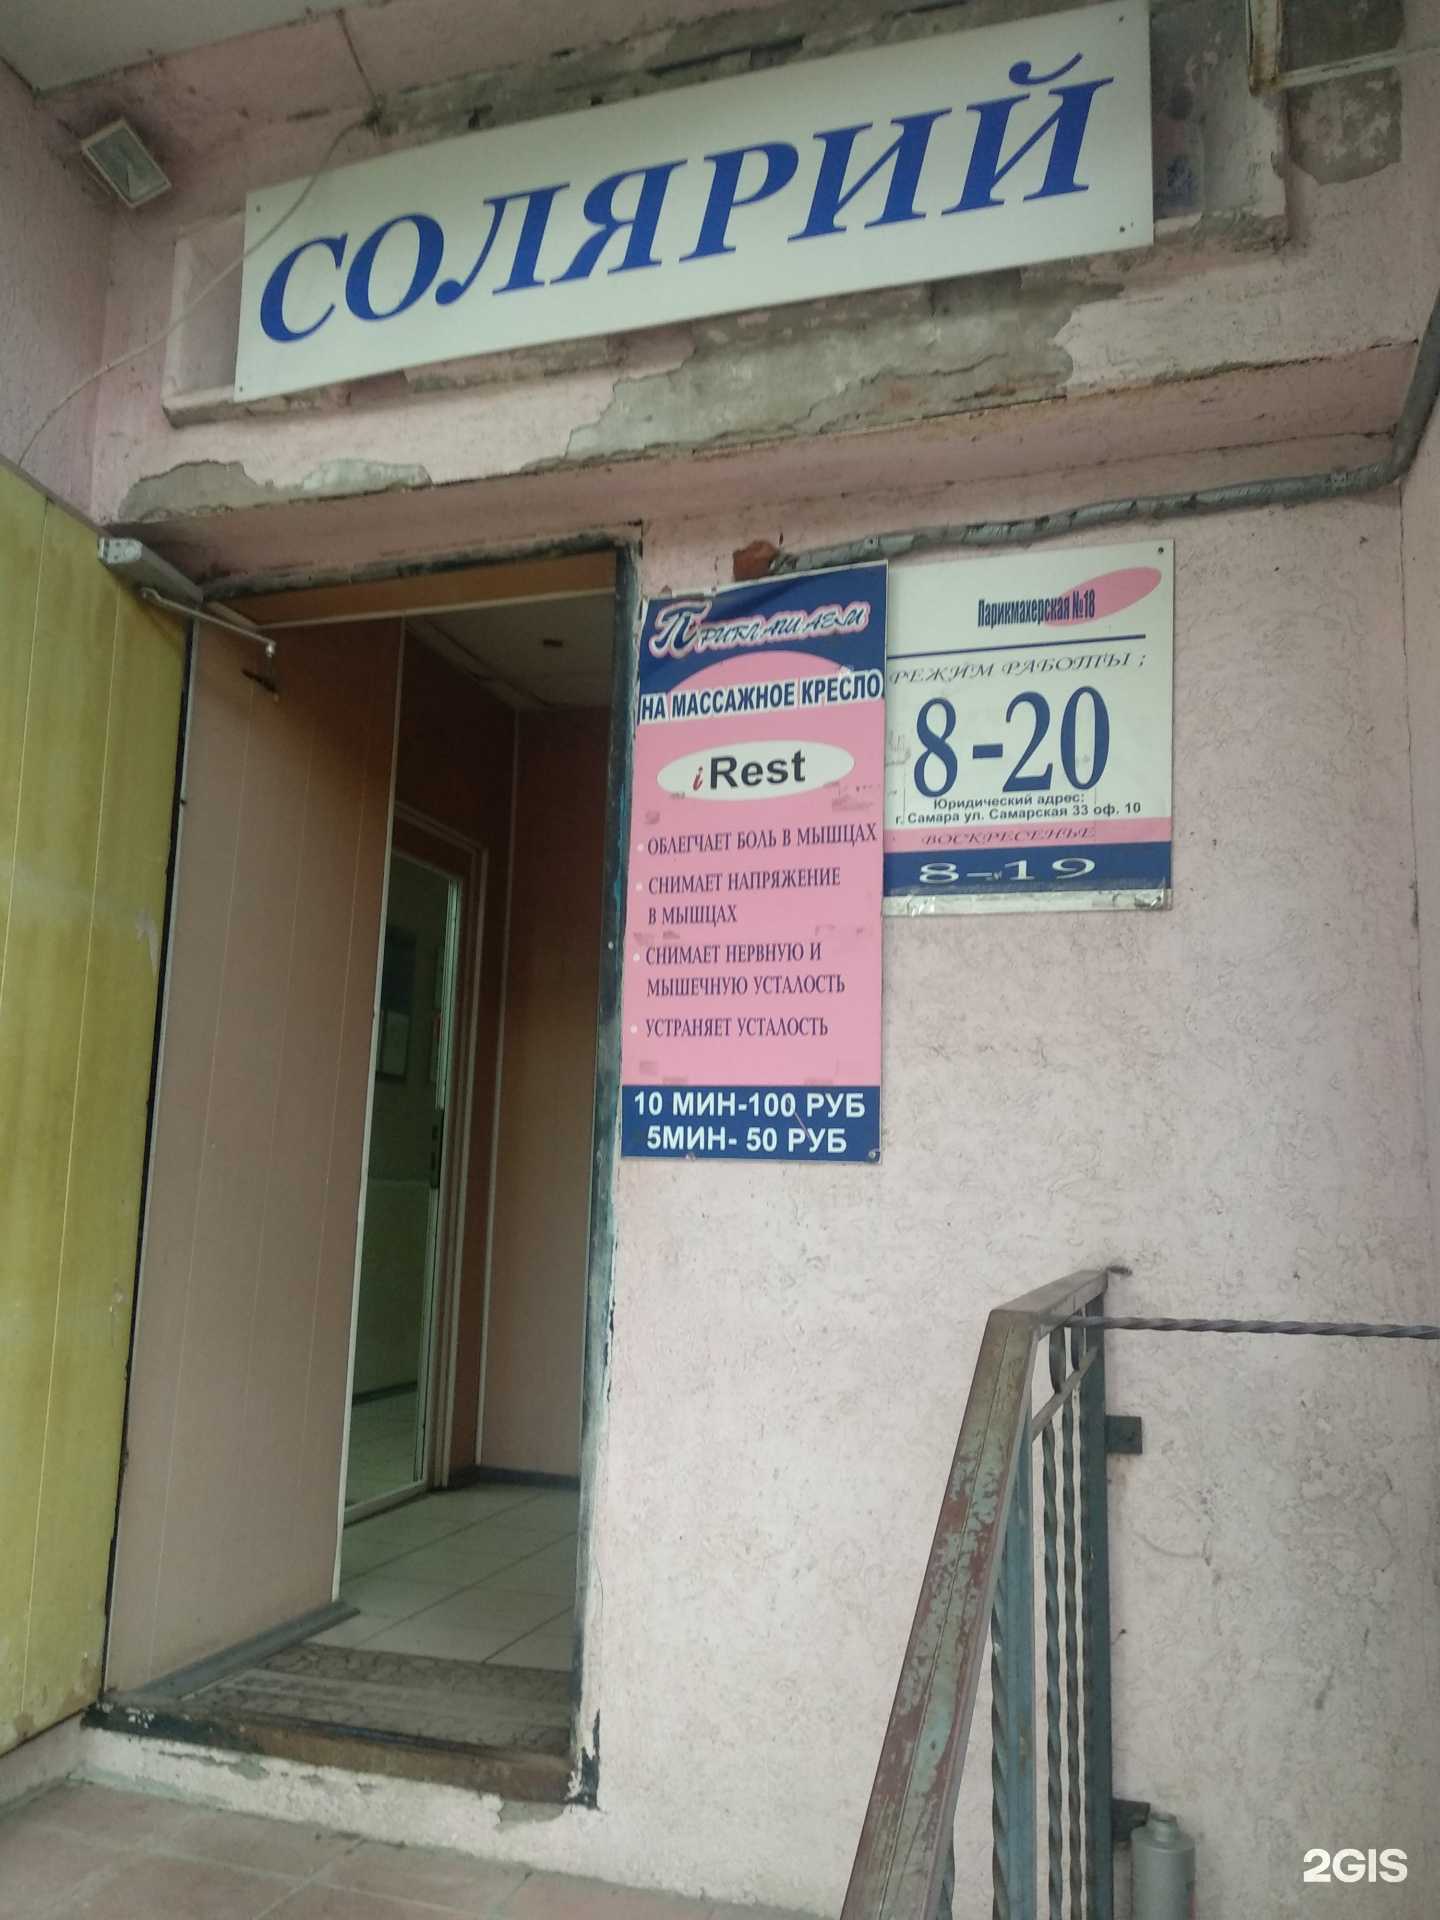 СОЛЯРИЙ
Приглашаем
НА МАССАЖНОЕ КРЕСЛО
iRest
• ОБЛЕГЧАЕТ БОЛЬ В МЫШЦАХ
• СНИМАЕТ НАПРЯЖЕНИЕ
В МЫШЦАХ
• СНИМАЕТ НЕРВНУЮ И
МЫШЕЧНУЮ УСТАЛОСТЬ
• УСТРАНЯЕТ УСТАЛОСТЬ
10 МИН-100 РУБ
5МИН- 50 РУБ
Парикмахерская №18
РЕЖИМ РАБОТЫ ;
8-20
Юридический адрес:
г. Самара ул. Самарская 33 оф. 10
ВОСКРЕСЕНЬЕ
8-19
2GIS